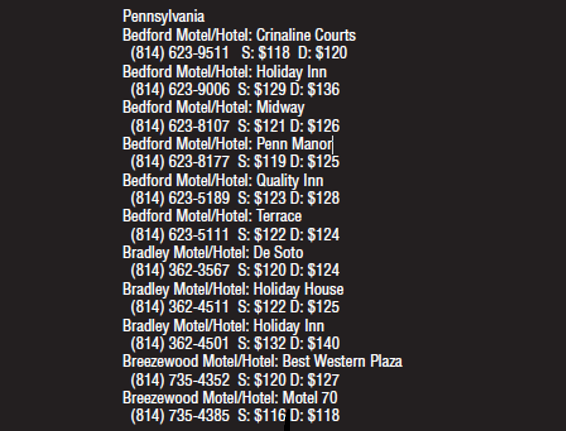 Pennsylvania
Bedford Motel/Hotel: Crinaline Courts
(814) 623-9511 S: $118 D: $120
Bedford Motel/Hotel: Holiday Inn
(814) 623-9006 S: $129 D: $136
Bedford Motel/Hotel: Midway
(814) 623-8107 S: $121 D: $126
Bedford Motel/Hotel: Penn Manor
(814) 623-8177 S: $119 D: $125
Bedford Motel/Hotel: Quality Inn
(814) 623-5189 S: $123 D: $128
Bedford Motel/Hotel: Terrace
(814) 623-5111 S: $122 D: $124
Bradley Motel/Hotel: De Soto
(814) 362-3567 S: $120 D: $124
Bradley Motel/Hotel: Holiday House
(814) 362-4511 S: $122 D: $125
Bradley Motel/Hotel: Holiday Inn
(814) 362-4501 S: $132 D: $140
Breezewood Motel/Hotel: Best Western Plaza
(814) 735-4352 S: $120 D: $127
Breezewood Motel/Hotel: Motel 70
(814) 735-4385 S: $116 D: $118